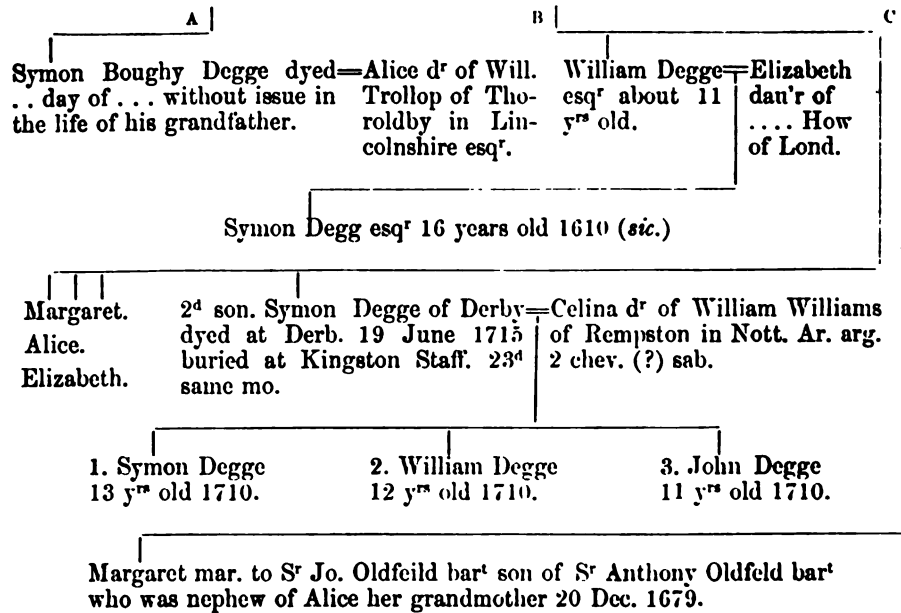 A B C
Symon Boughy Degge dyed=Alice dʳ of Will.
.. day of ... without issue in Trollop of Tho-
the life of his grandfather. roldby in Lin-
colnshire esqʳ.
William Degge=Elizabeth
esqʳ about 11 dau'r of
yʳˢ old. .... How
of Lond.
Symon Degg esqʳ 16 years old 1610 (sic.)
Margaret.
Alice.
Elizabeth.
2ᵈ son. Symon Degge of Derby=Celina dʳ of William Williams
dyed at Derb. 19 June 1715 of Rempston in Nott. Ar. arg.
buried at Kingston Staff. 23ᵈ 2 chev. (?) sab.
same mo.
1. Symon Degge
13 yʳˢ old 1710.
2. William Degge
12 yʳˢ old 1710.
3. John Degge
11 yʳˢ old 1710.
Margaret mar. to Sʳ Jo. Oldfeild barᵗ son of Sʳ Anthony Oldfeld barᵗ
who was nephew of Alice her grandmother 20 Dec. 1679.